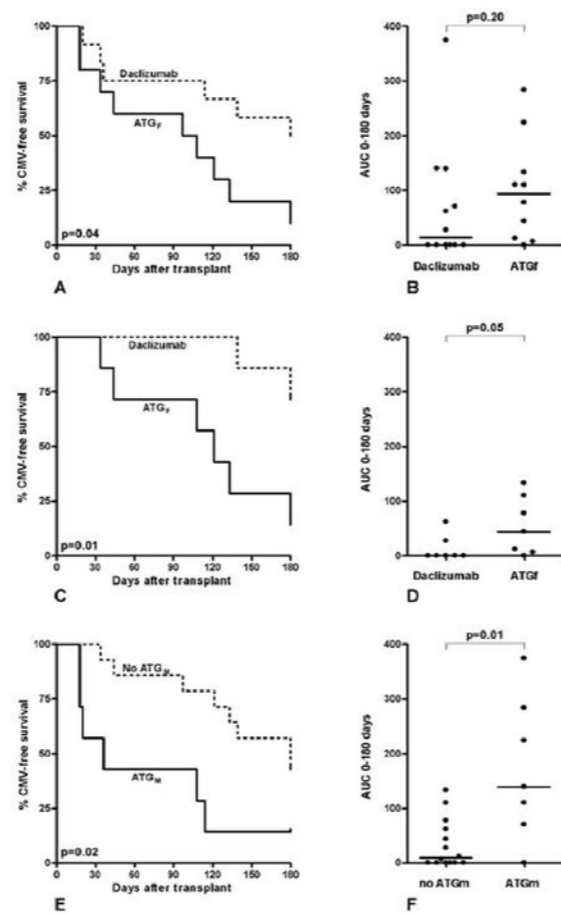 % CMV-free survival
100
75
50
25
0
Daclizumab
ATGF
p=0.04
0 30 60 90 120 150 180
Days after transplant
A
p=0.20
AUC 0-180 days
400
300
200
100
0
Daclizumab ATGf
B
% CMV-free survival
100
75
50
25
0
Daclizumab
ATGF
p=0.01
0 30 60 90 120 150 180
Days after transplant
C
p=0.05
AUC 0-180 days
400
300
200
100
0
Daclizumab ATGf
D
% CMV-free survival
100
75
50
25
0
No ATGM
ATGM
p=0.02
0 30 60 90 120 150 180
Days after transplant
E
p=0.01
AUC 0-180 days
400
300
200
100
0
no ATGm ATGm
F